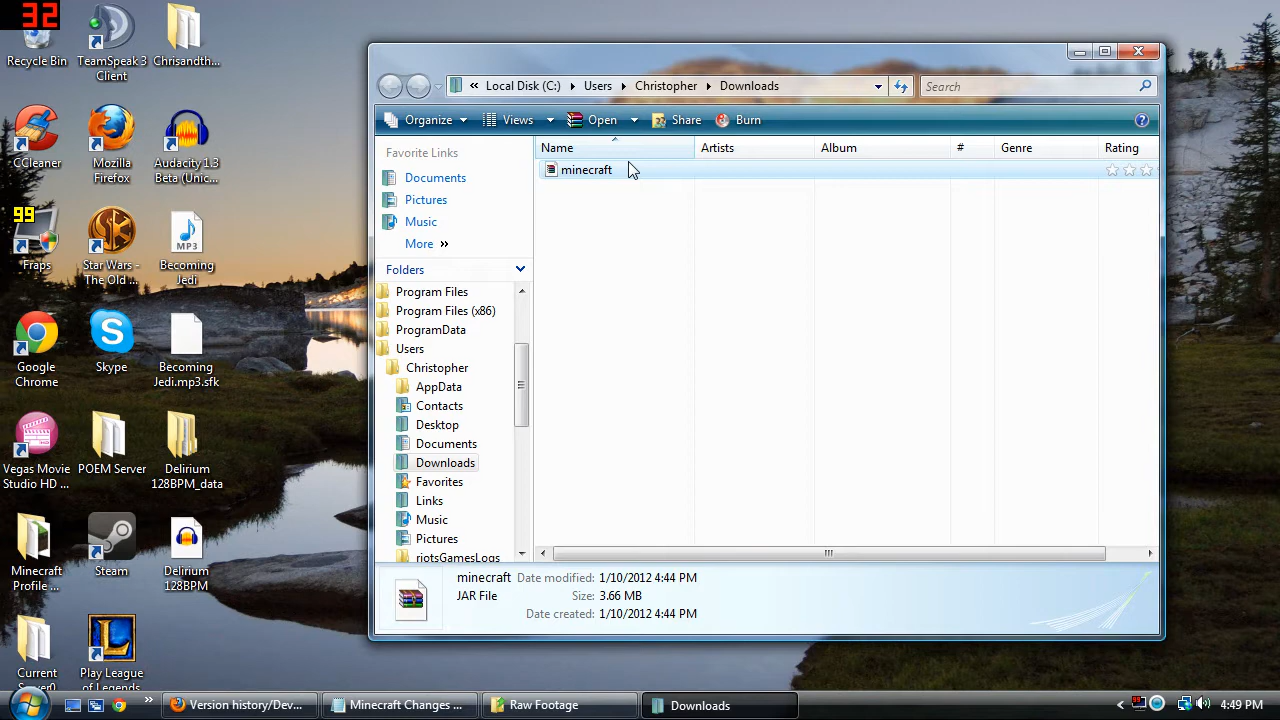 32
Recycle Bin
TeamSpeak 3
Client
Chrisandth...
CCleaner
Mozilla
Firefox
Audacity 1.3
(Unic...
99
Fraps
Star Wars -
The Old ...
MP3
Becoming
Jedi
Google
Chrome
Skype
Becoming
Jedi.mp3.sfk
Vegas Movie
Studio HD ...
POEM Server
Delirium
128BPM_data
Minecraft
Profile ...
Steam
Delirium
128BPM
Current
Server0
Play League
of Legends
« Local Disk (C:) Users Christopher Downloads
Search
Organize Views Open Share Burn
Favorite Links
Documents
Pictures
Music
More »
Folders
Program Files
Program Files (x86)
ProgramData
Users
Christopher
AppData
Contacts
Desktop
Documents
Downloads
Favorites
Links
Music
Pictures
riotsGamesLogs
Name Artists Album # Genre Rating
minecraft
minecraft Date modified: 1/10/2012 4:44 PM
JAR File Size: 3.66 MB
Date created: 1/10/2012 4:44 PM
Version history/Dev...
Minecraft Changes ...
Raw Footage
Downloads
4:49 PM